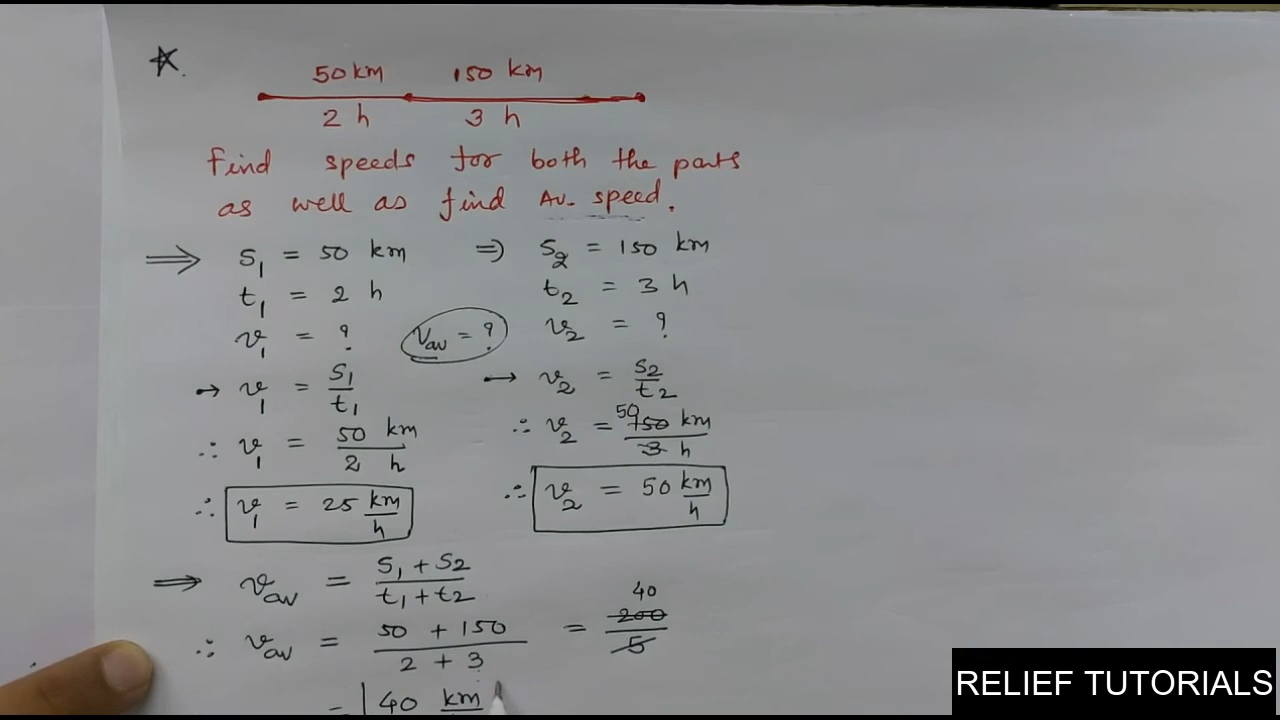 ☆.
50 km 150 km
2 h 3 h
Find speeds for both the parts
as well as find Av. speed.
⟹ s₁ = 50 km ⇒ s₂ = 150 km
t₁ = 2 h t₂ = 3 h
v₁ = ? Vav = ? v₂ = ?
→ v₁ = s₁/t₁ → v₂ = s₂/t₂
∴ v₁ = 50 km / 2 h ∴ v₂ = 50 150 km / 3 h
∴ v₁ = 25 km/h ∴ v₂ = 50 km/h
⟹ vav = s₁ + s₂ / t₁ + t₂
∴ vav = 50 + 150 / 2 + 3 = 40 200 / 5
= 40 km
RELIEF TUTORIALS